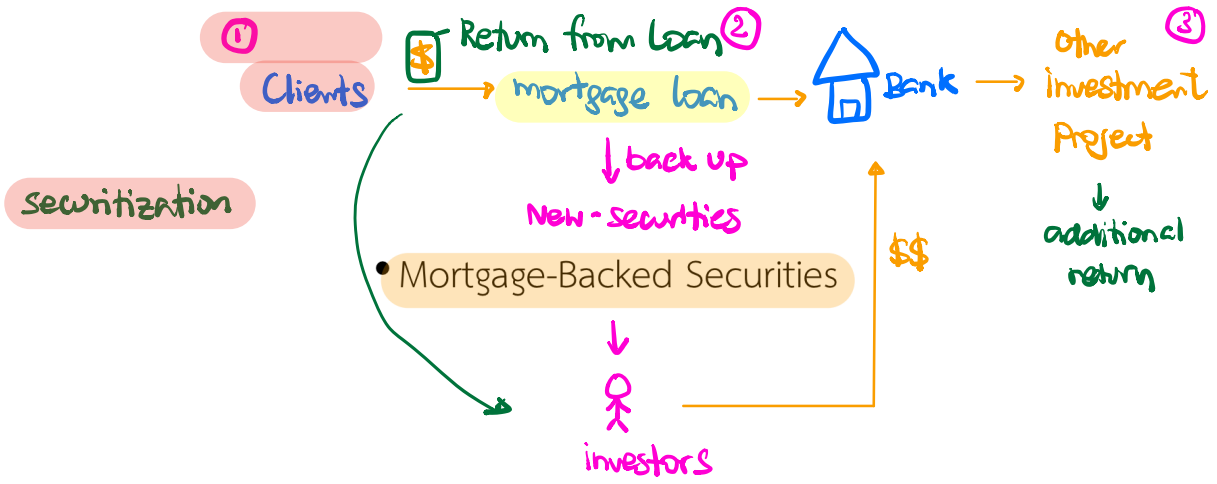 1
Clients
$
Return from loan
2
mortgage loan
Bank
3
Other
investment
Project
additional
return
back up
New-securities
securitization
• Mortgage-Backed Securities
$$
investors